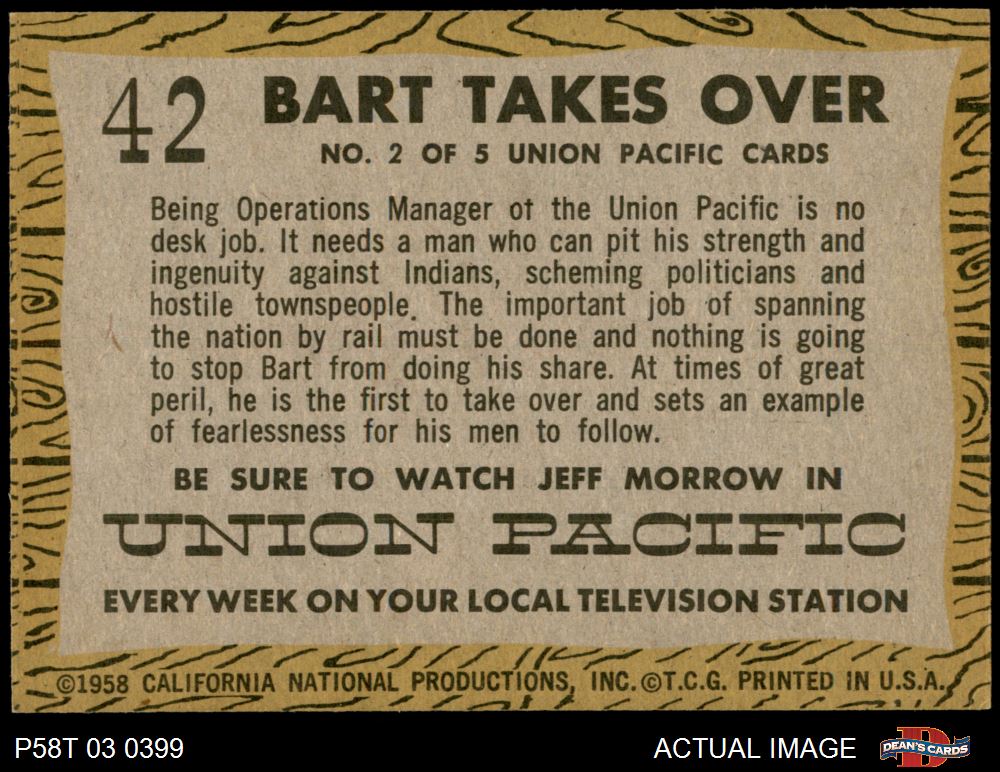 42
BART TAKES OVER
NO. 2 OF 5 UNION PACIFIC CARDS
Being Operations Manager of the Union Pacific is no
desk job. It needs a man who can pit his strength and
ingenuity against Indians, scheming politicians and
hostile townspeople. The important job of spanning
the nation by rail must be done and nothing is going
to stop Bart from doing his share. At times of great
peril, he is the first to take over and sets an example
of fearlessness for his men to follow.
BE SURE TO WATCH JEFF MORROW IN
UNION PACIFIC
EVERY WEEK ON YOUR LOCAL TELEVISION STATION
©1958 CALIFORNIA NATIONAL PRODUCTIONS, INC. ©T.C.G. PRINTED IN U.S.A.
P58T 03 0399
ACTUAL IMAGE
DEAN'S CARDS